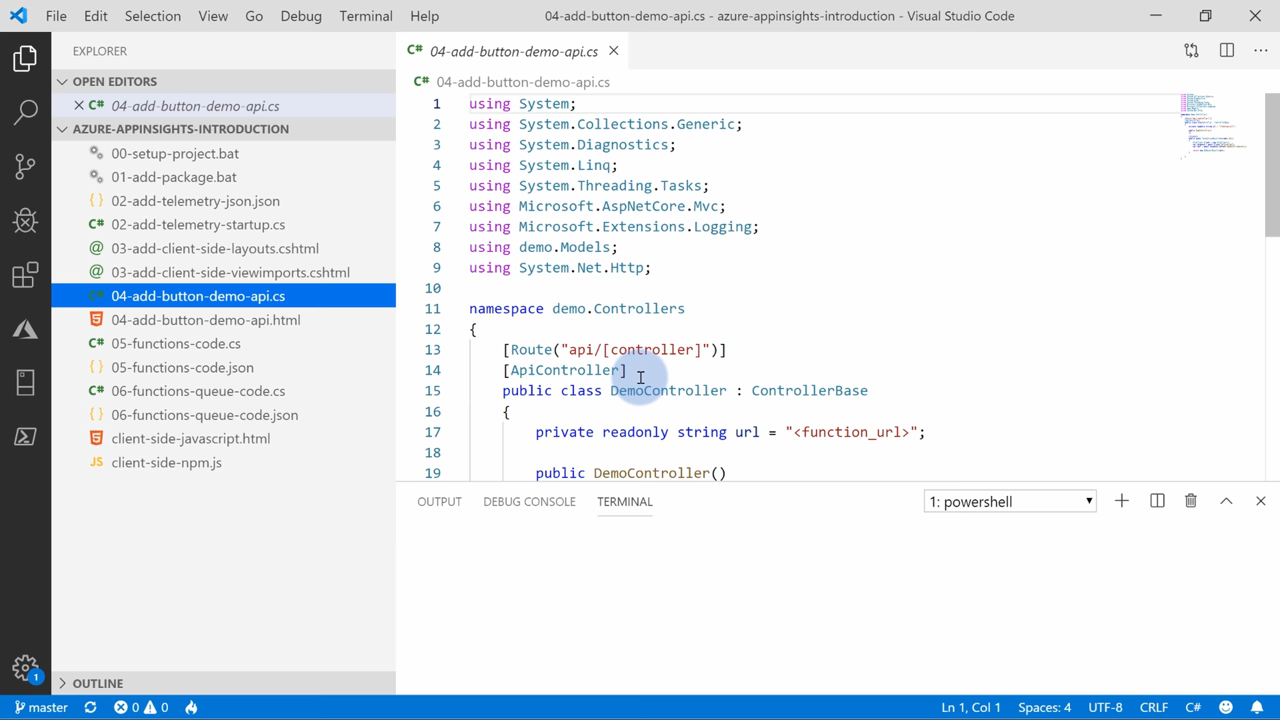 File Edit Selection View Go Debug Terminal Help 04-add-button-demo-api.cs - azure-appinsights-introduction - Visual Studio Code
EXPLORER
OPEN EDITORS
C# 04-add-button-demo-api.cs
AZURE-APPINSIGHTS-INTRODUCTION
00-setup-project.bat
01-add-package.bat
{} 02-add-telemetry-json.json
C# 02-add-telemetry-startup.cs
@ 03-add-client-side-layouts.cshtml
@ 03-add-client-side-viewimports.cshtml
C# 04-add-button-demo-api.cs
04-add-button-demo-api.html
C# 05-functions-code.cs
{} 05-functions-code.json
C# 06-functions-queue-code.cs
{} 06-functions-queue-code.json
client-side-javascript.html
JS client-side-npm.js
OUTLINE
C# 04-add-button-demo-api.cs
C# 04-add-button-demo-api.cs
1 using System;
2 using System.Collections.Generic;
3 using System.Diagnostics;
4 using System.Linq;
5 using System.Threading.Tasks;
6 using Microsoft.AspNetCore.Mvc;
7 using Microsoft.Extensions.Logging;
8 using demo.Models;
9 using System.Net.Http;
10
11 namespace demo.Controllers
12 {
13 [Route("api/[controller]")]
14 [ApiController]
15 public class DemoController : ControllerBase
16 {
17 private readonly string url = "<function_url>";
18
19 public DemoController()
OUTPUT DEBUG CONSOLE TERMINAL 1: powershell
1
master 0 0 Ln 1, Col 1 Spaces: 4 UTF-8 CRLF C#